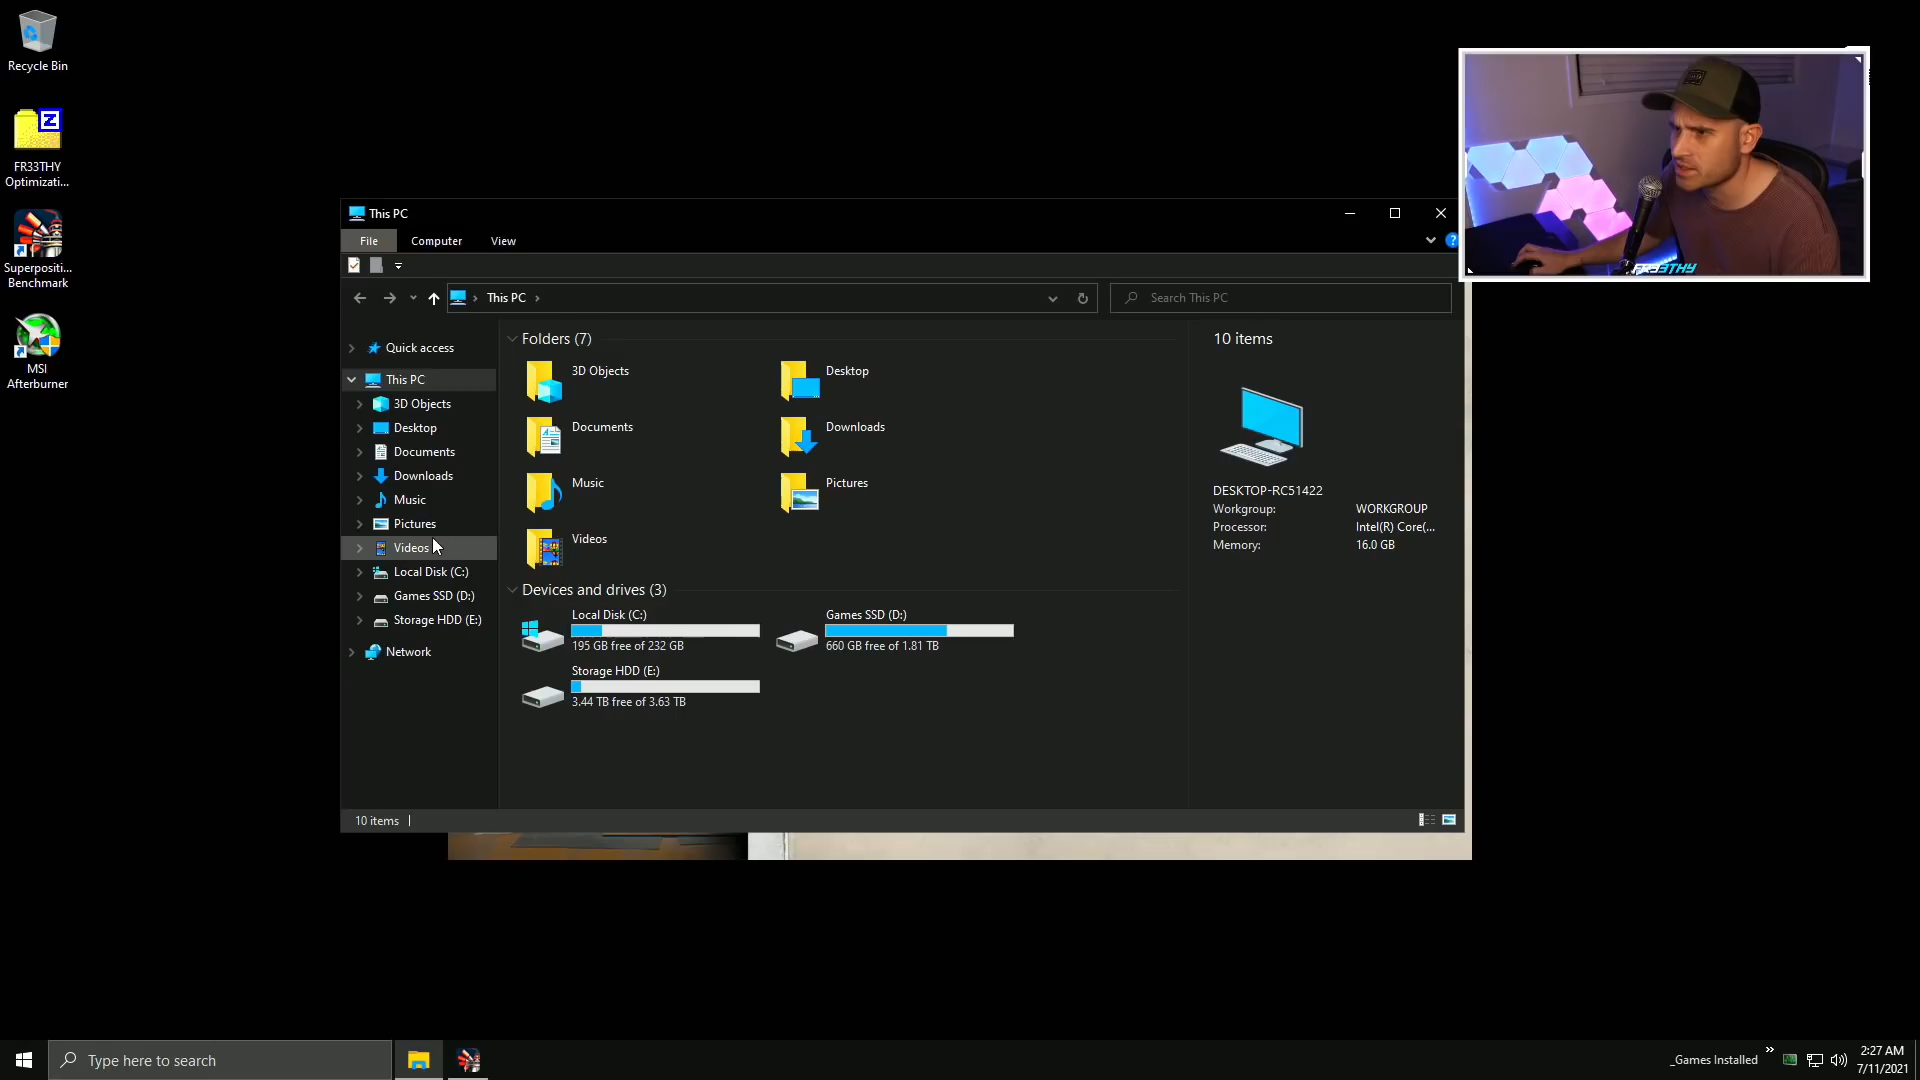 Recycle Bin
FR33THY
Optimizati...
Superpositi...
Benchmark
MSI
Afterburner
This PC
File
Computer
View
?
This PC
Search This PC
Quick access
This PC
3D Objects
Desktop
Documents
Downloads
Music
Pictures
Videos
Local Disk (C:)
Games SSD (D:)
Storage HDD (E:)
Network
Folders (7)
3D Objects
Desktop
Documents
Downloads
Music
Pictures
Videos
Devices and drives (3)
Local Disk (C:)
195 GB free of 232 GB
Games SSD (D:)
660 GB free of 1.81 TB
Storage HDD (E:)
3.44 TB free of 3.63 TB
10 items
DESKTOP-RC51422
Workgroup: WORKGROUP
Processor: Intel(R) Core(...
Memory: 16.0 GB
10 items
FR33THY
Type here to search
_Games Installed
2:27 AM
7/11/2021